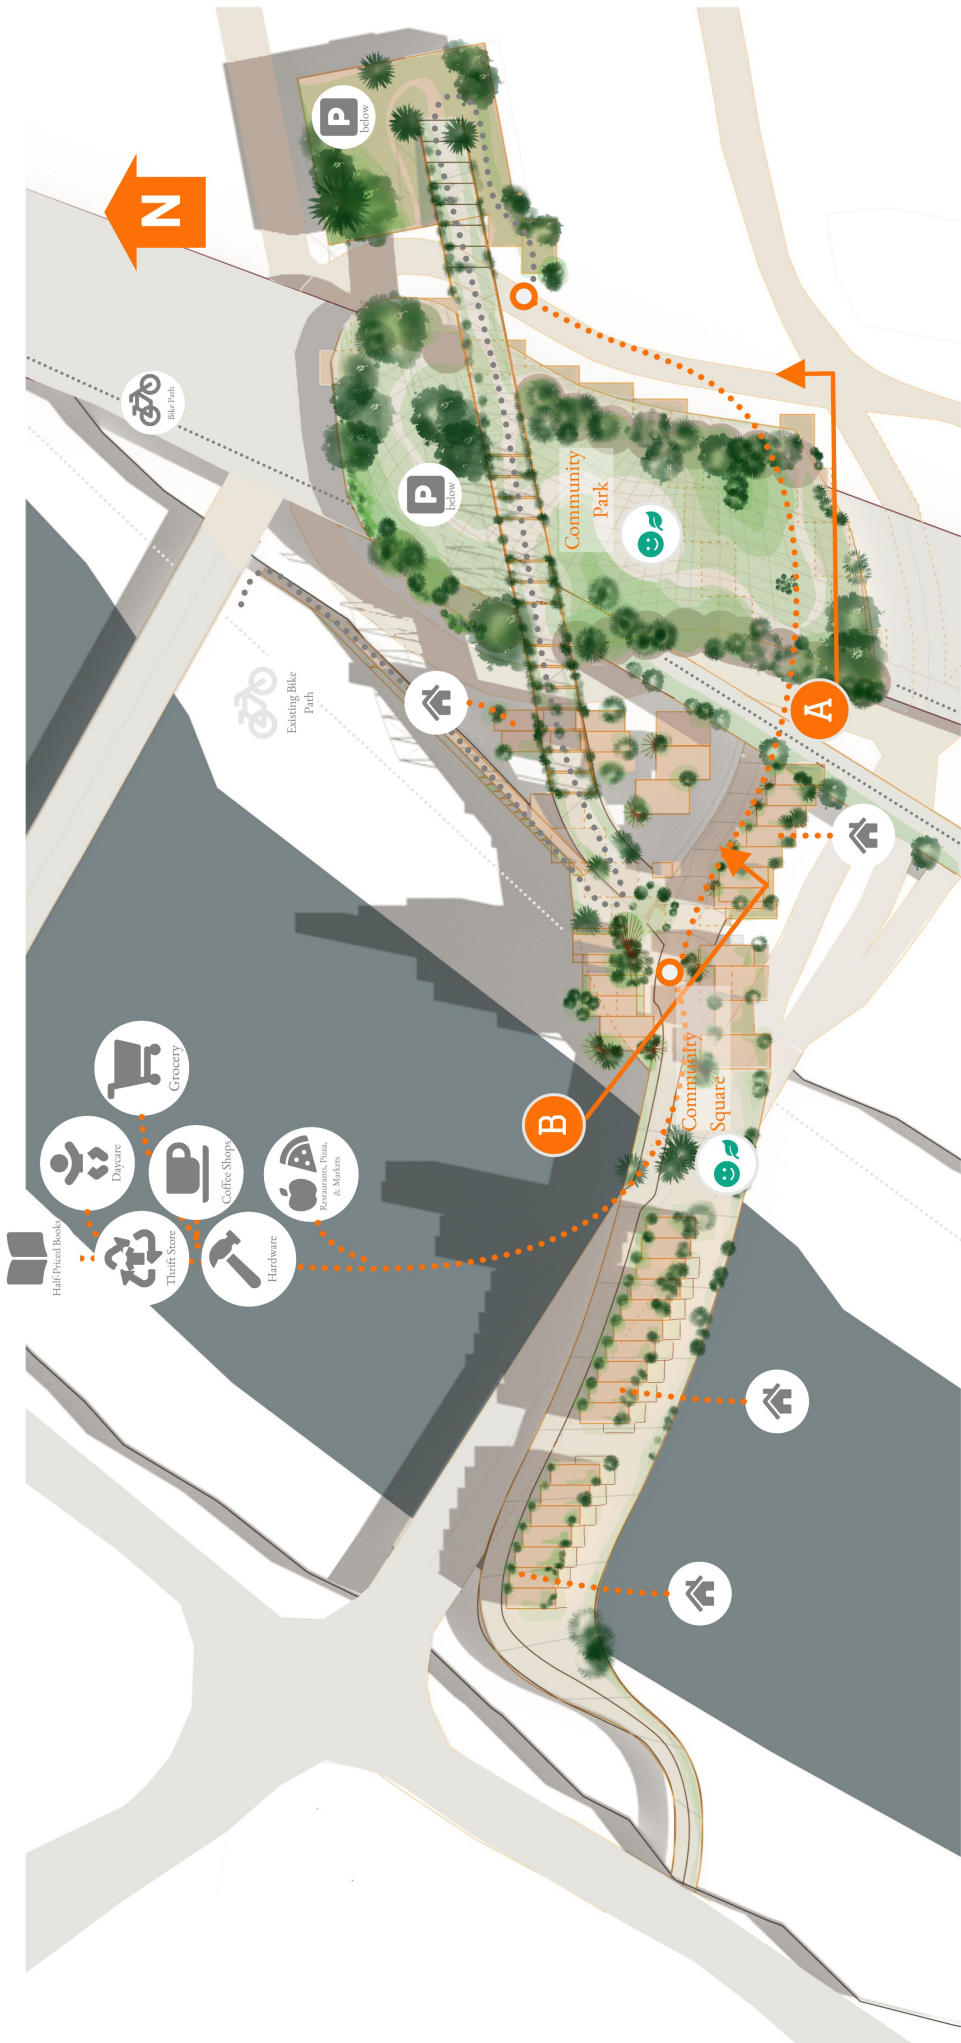 N
P
below
Bike Path
P
below
Community
Park
Existing Bike
Path
A
B
Community
Square
Grocery
Daycare
Coffee Shops
Restaurants, Pizza,
& Markets
Half-Priced Books
Thrift Store
Hardware